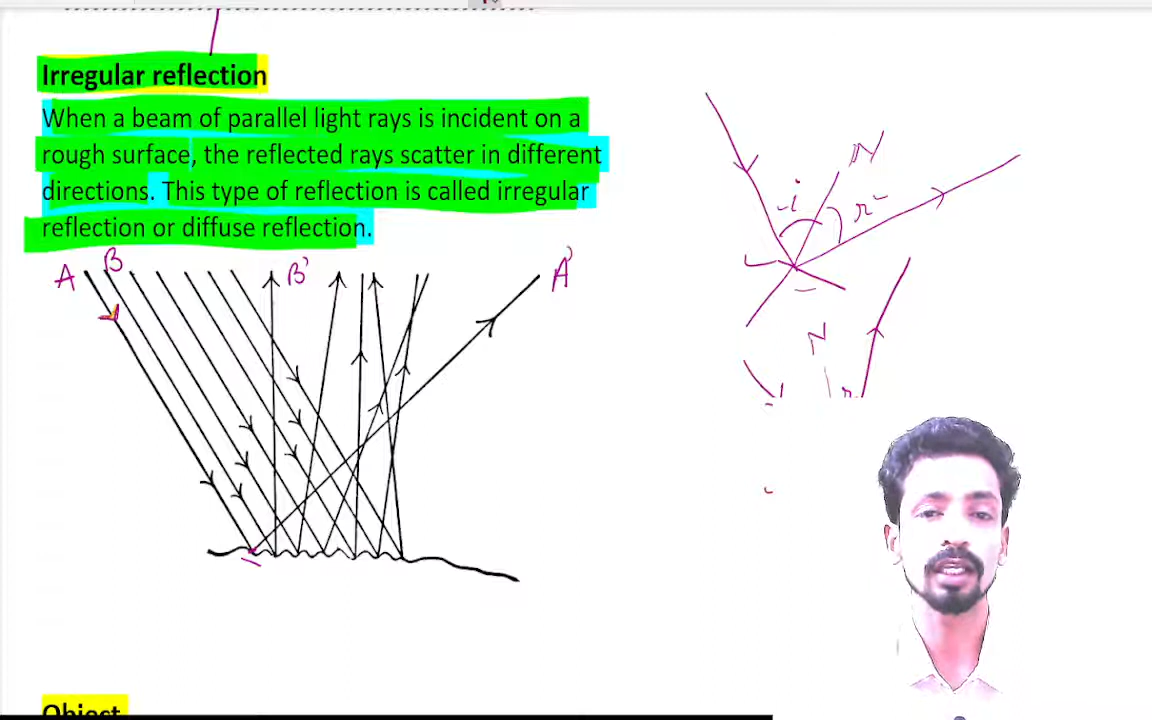 Irregular reflection
When a beam of parallel light rays is incident on a
rough surface, the reflected rays scatter in different
directions. This type of reflection is called irregular
reflection or diffuse reflection.
A B B' A'
N
i r
N
r
Object